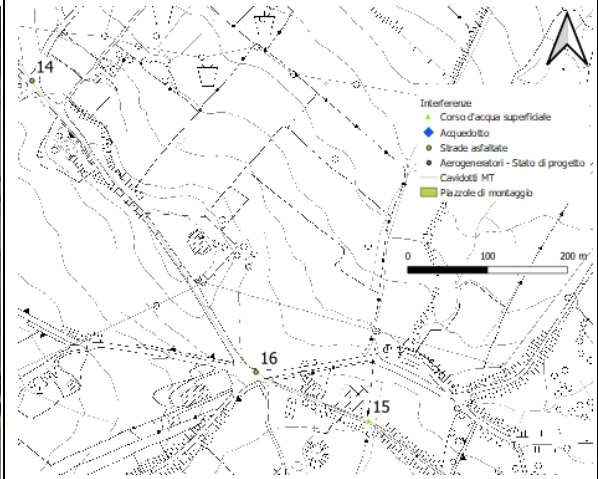 14
Interferenze
Corso d'acqua superficiale
Acquedotto
Strade asfaltate
Aerogeneratori - Stato di progetto
Cavidotti MT
Piazzole di montaggio
0 100 200 m
16
15